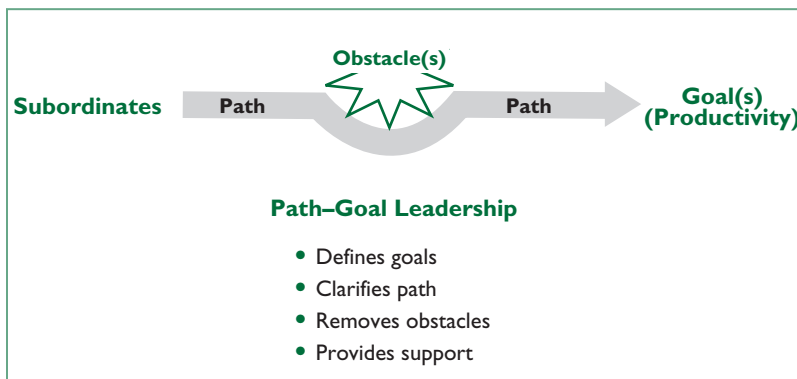 Obstacle(s)
Subordinates
Path
Path
Goal(s)
(Productivity)
Path–Goal Leadership
• Defines goals
• Clarifies path
• Removes obstacles
• Provides support